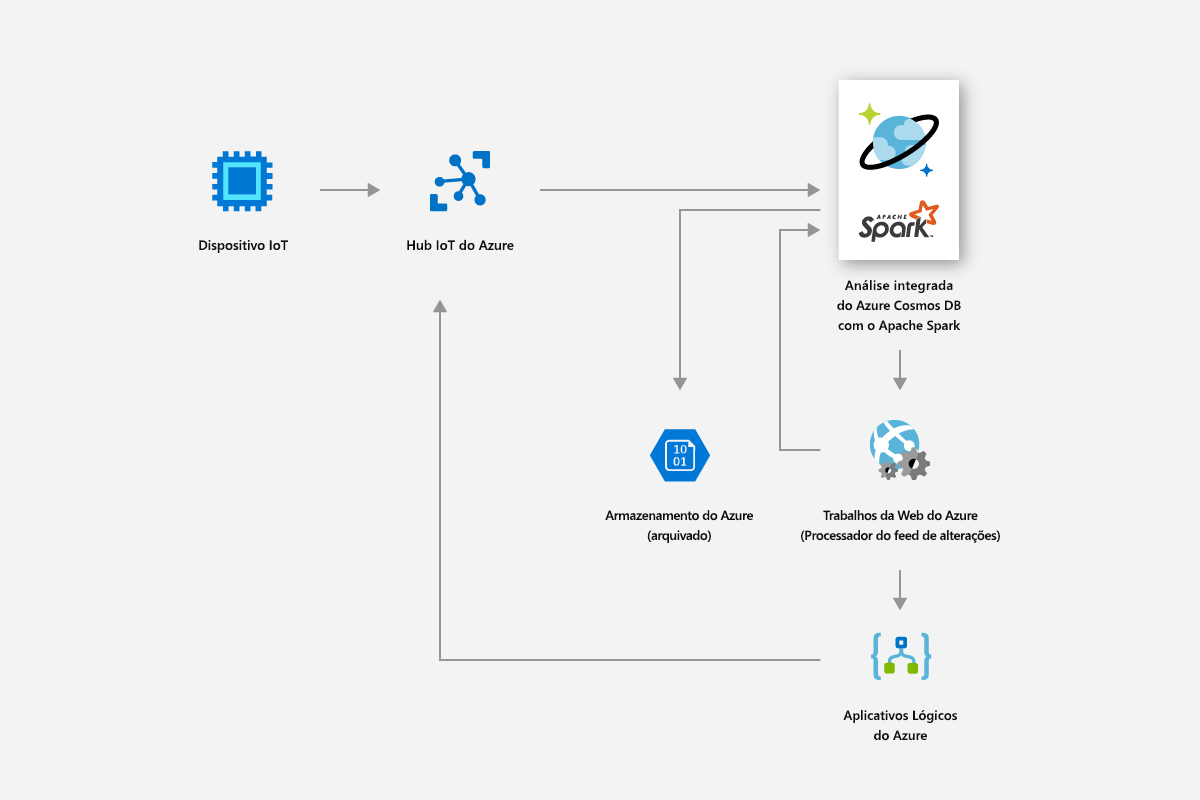 Dispositivo IoT
Hub IoT do Azure
APACHE
Spark™
Análise integrada
do Azure Cosmos DB
com o Apache Spark
10
01
Armazenamento do Azure
(arquivado)
Trabalhos da Web do Azure
(Processador do feed de alterações)
Aplicativos Lógicos
do Azure